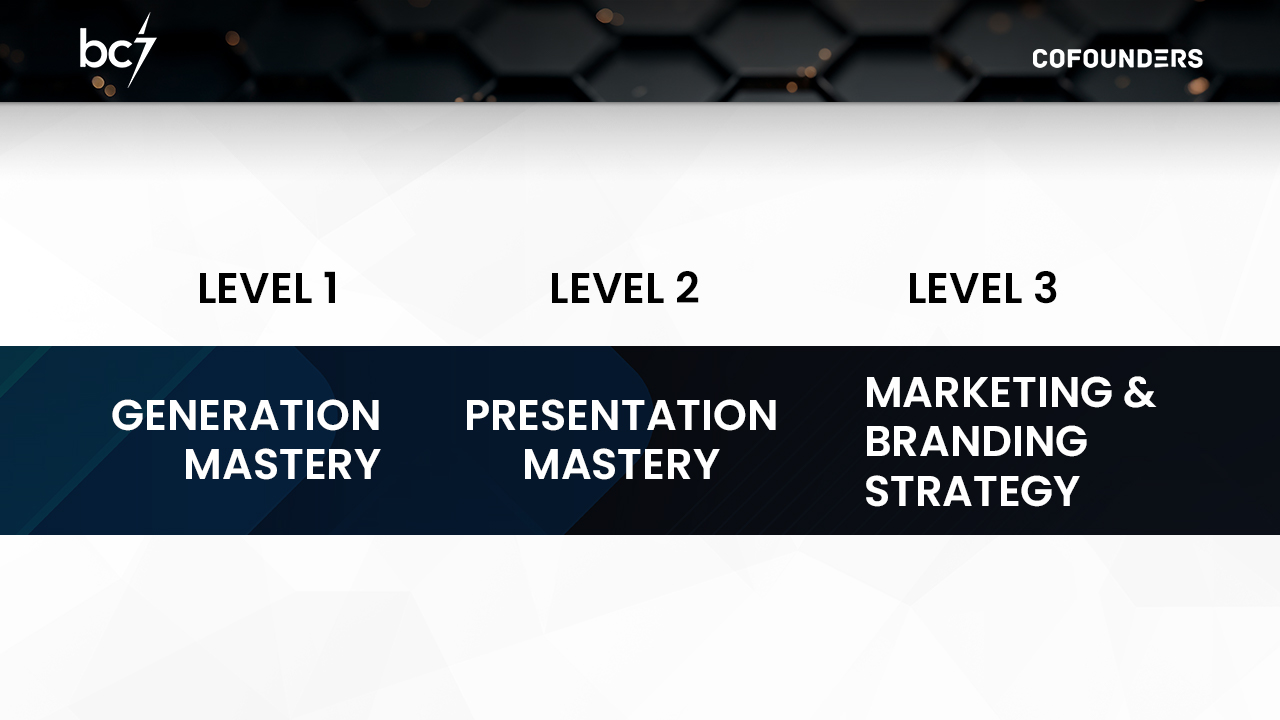 bc7
COFOUNDERS
LEVEL 1
LEVEL 2
LEVEL 3
GENERATION
MASTERY
PRESENTATION
MASTERY
MARKETING &
BRANDING
STRATEGY